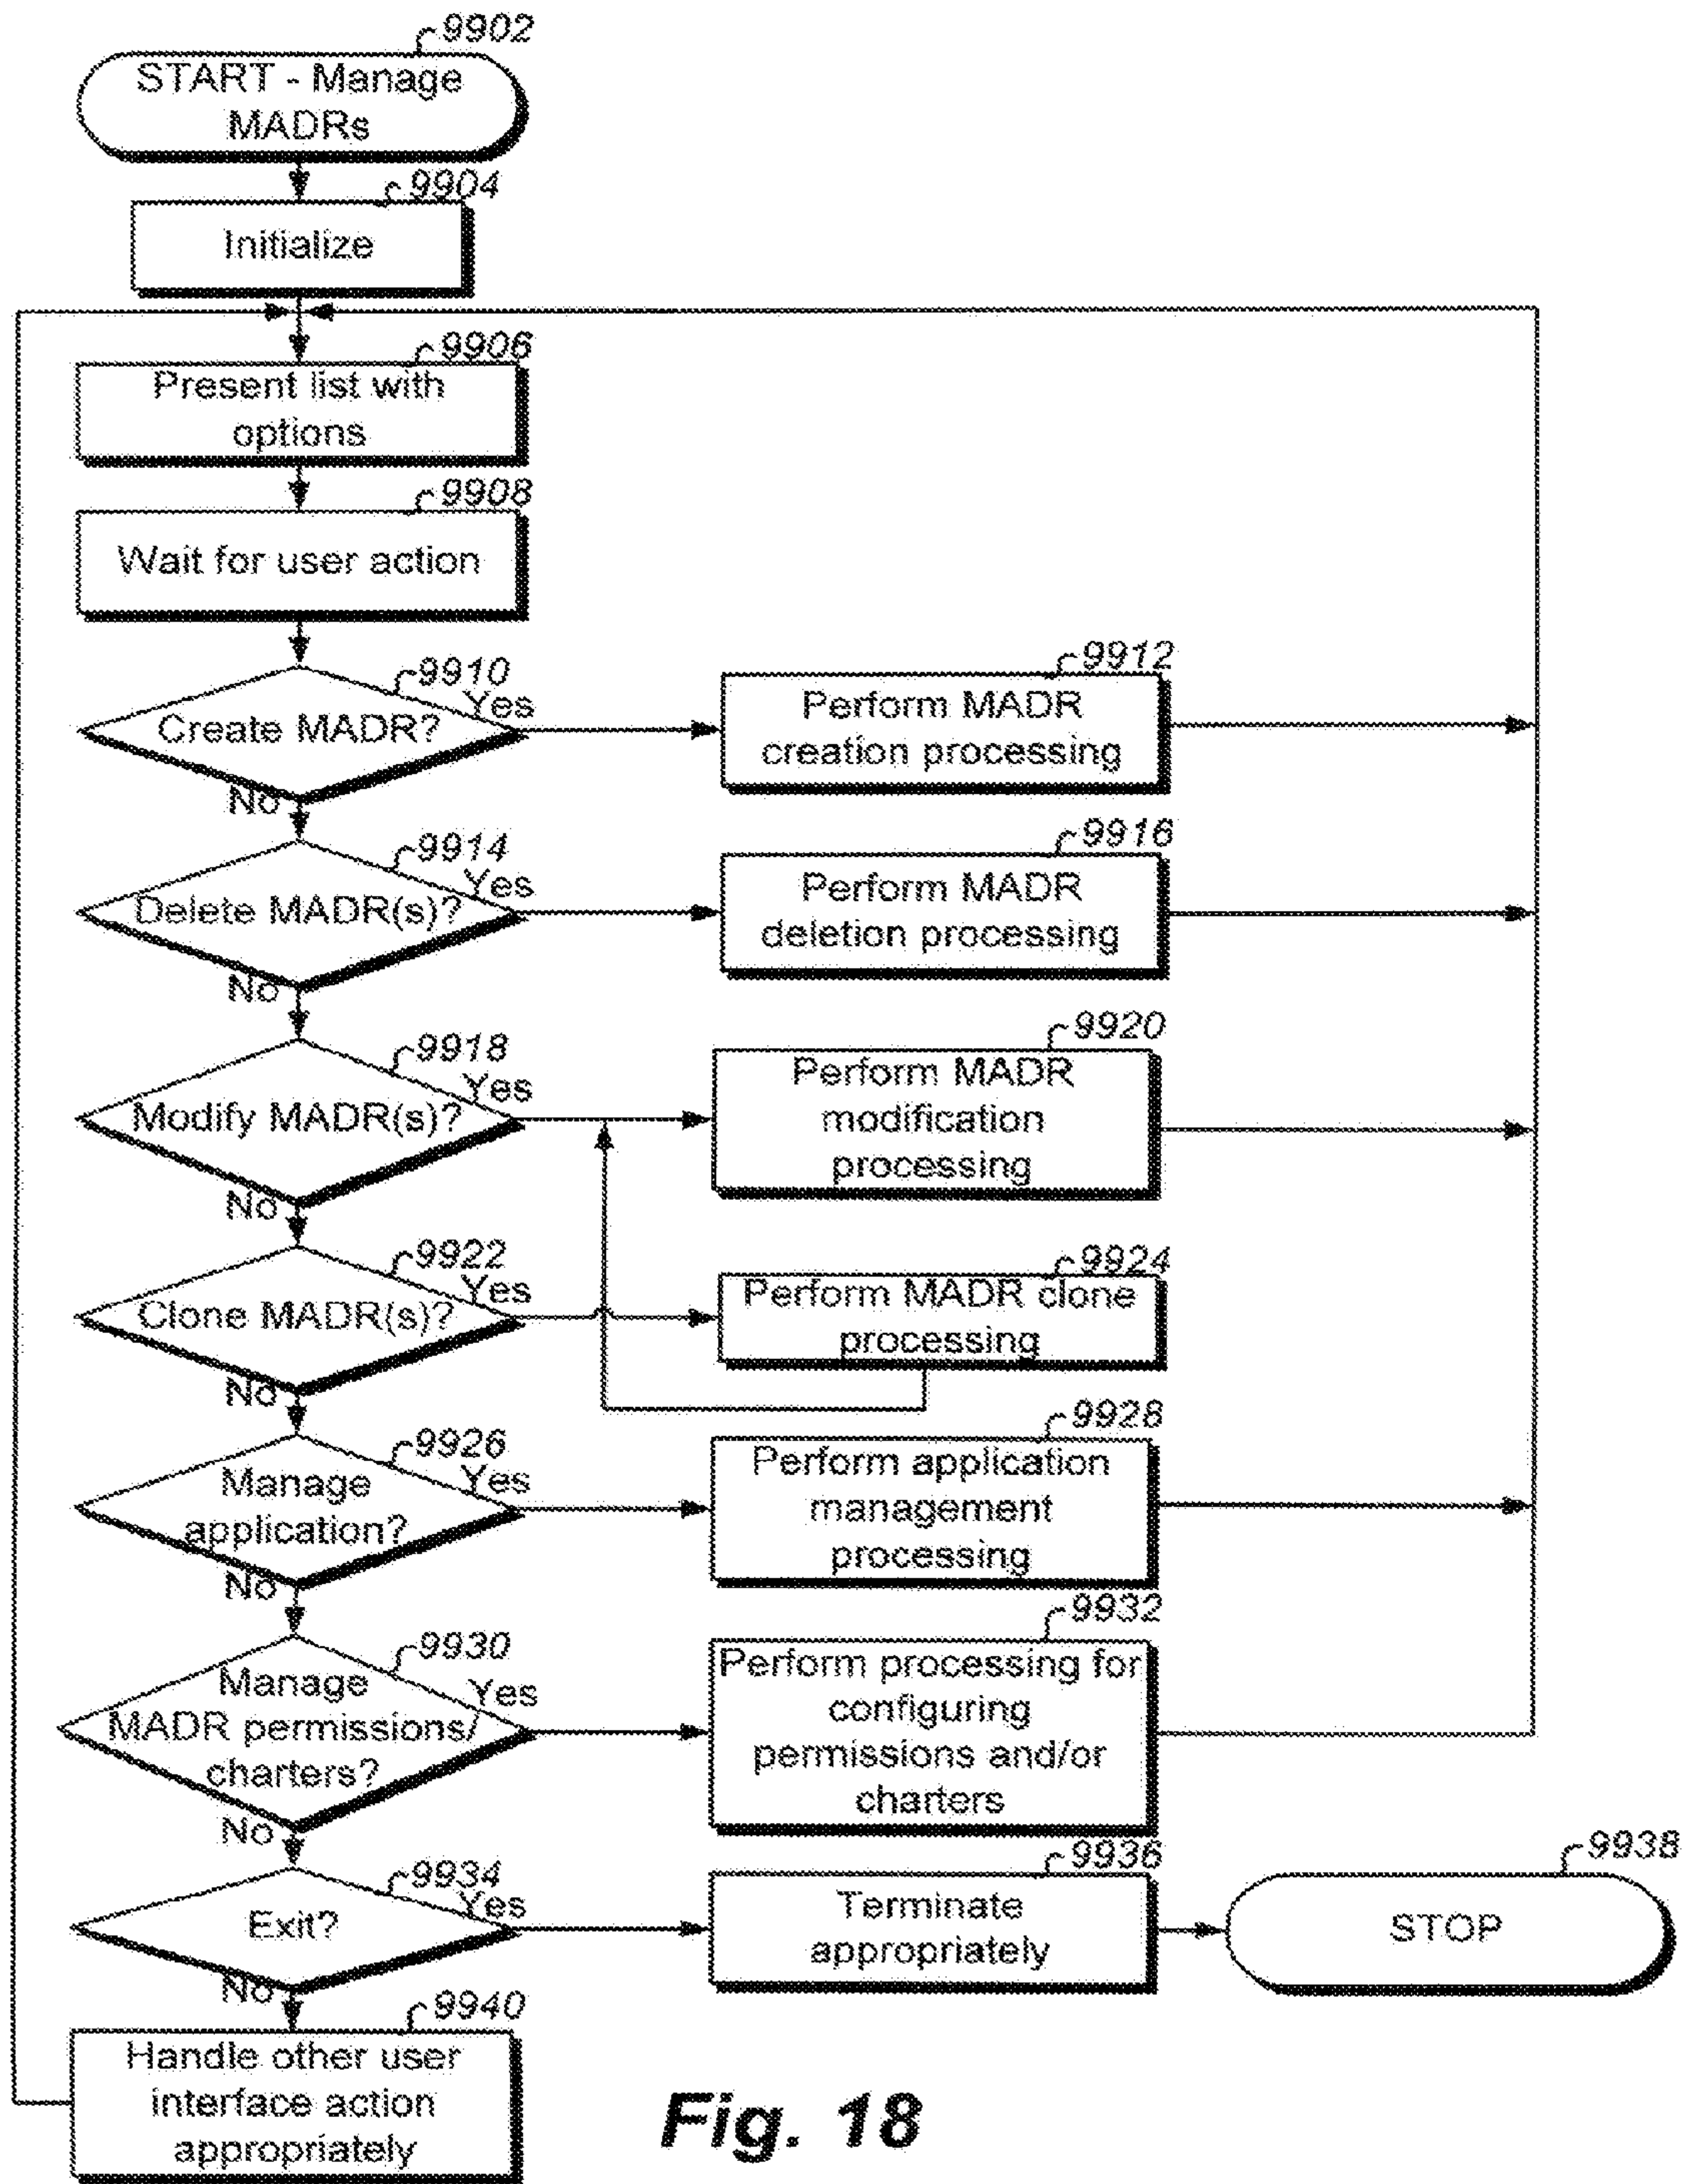 9902
START - Manage
MADRs
9904
Initialize
9906
Present list with
options
9908
Wait for user action
9910
Create MADR?
Yes
No
9912
Perform MADR
creation processing
9914
Delete MADR(s)?
Yes
No
9916
Perform MADR
deletion processing
9918
Modify MADR(s)?
Yes
No
9920
Perform MADR
modification
processing
9922
Clone MADR(s)?
Yes
No
9924
Perform MADR clone
processing
9926
Manage
application?
Yes
No
9928
Perform application
management
processing
9930
Manage
MADR permissions/
charters?
Yes
No
9932
Perform processing for
configuring
permissions and/or
charters
9934
Exit?
Yes
No
9936
Terminate
appropriately
9938
STOP
9940
Handle other user
interface action
appropriately
Fig. 18